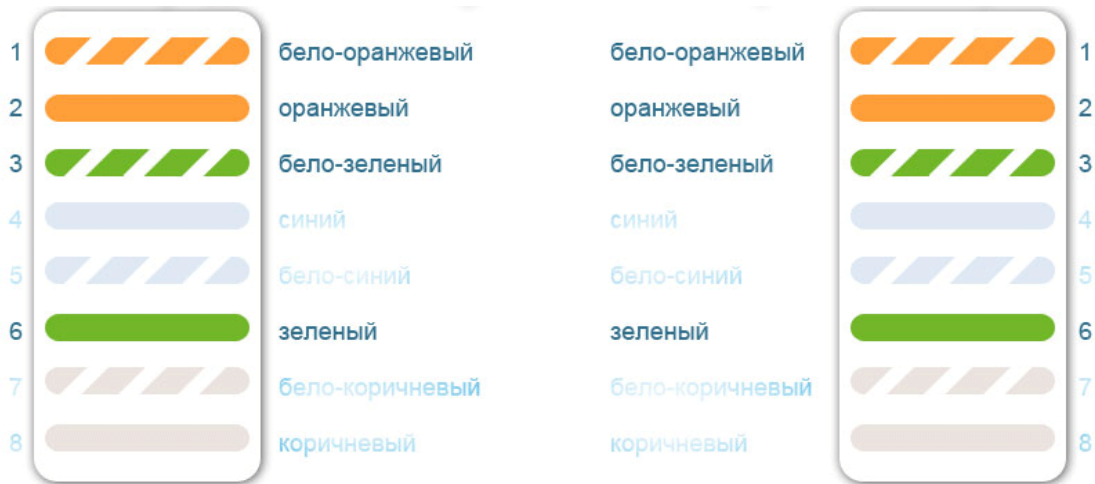 1 бело-оранжевый бело-оранжевый 1
2 оранжевый оранжевый 2
3 бело-зеленый бело-зеленый 3
4 синий синий 4
5 бело-синий бело-синий 5
6 зеленый зеленый 6
7 бело-коричневый бело-коричневый 7
8 коричневый коричневый 8